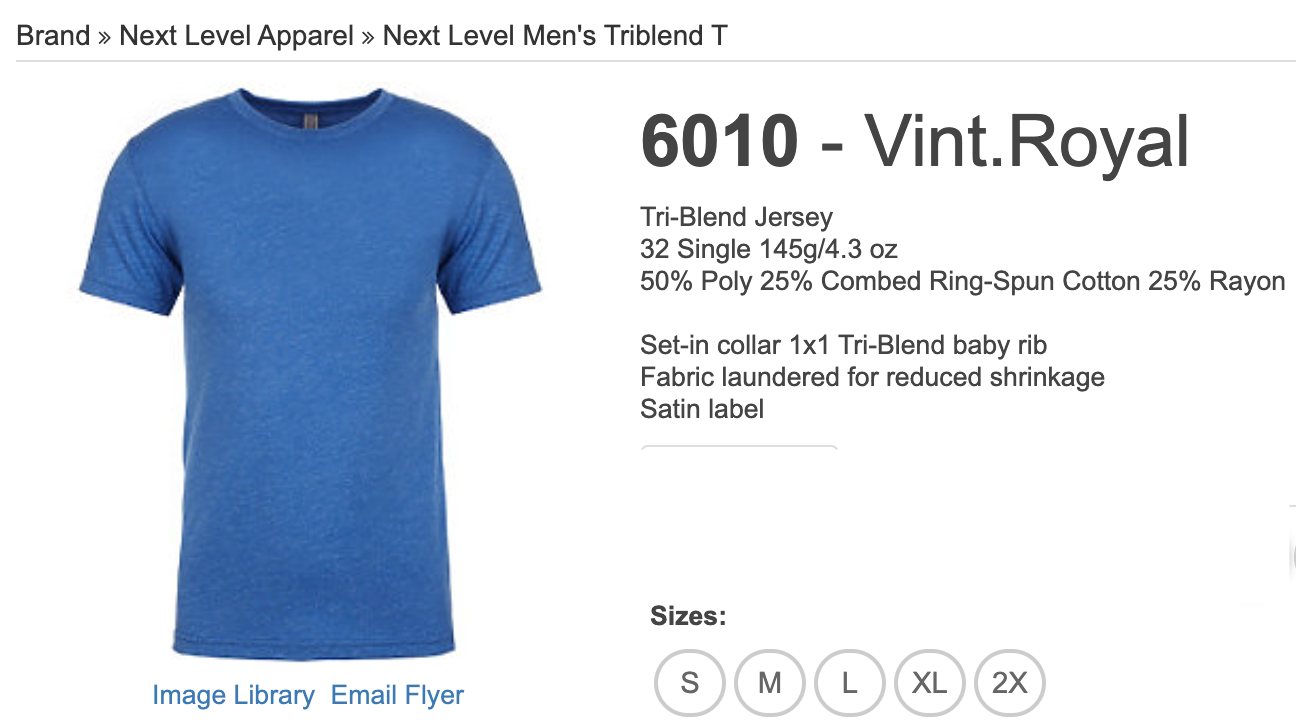 Brand » Next Level Apparel » Next Level Men's Triblend T
6010 - Vint.Royal
Tri-Blend Jersey
32 Single 145g/4.3 oz
50% Poly 25% Combed Ring-Spun Cotton 25% Rayon
Set-in collar 1x1 Tri-Blend baby rib
Fabric laundered for reduced shrinkage
Satin label
Sizes:
S M L XL 2X
Image Library Email Flyer